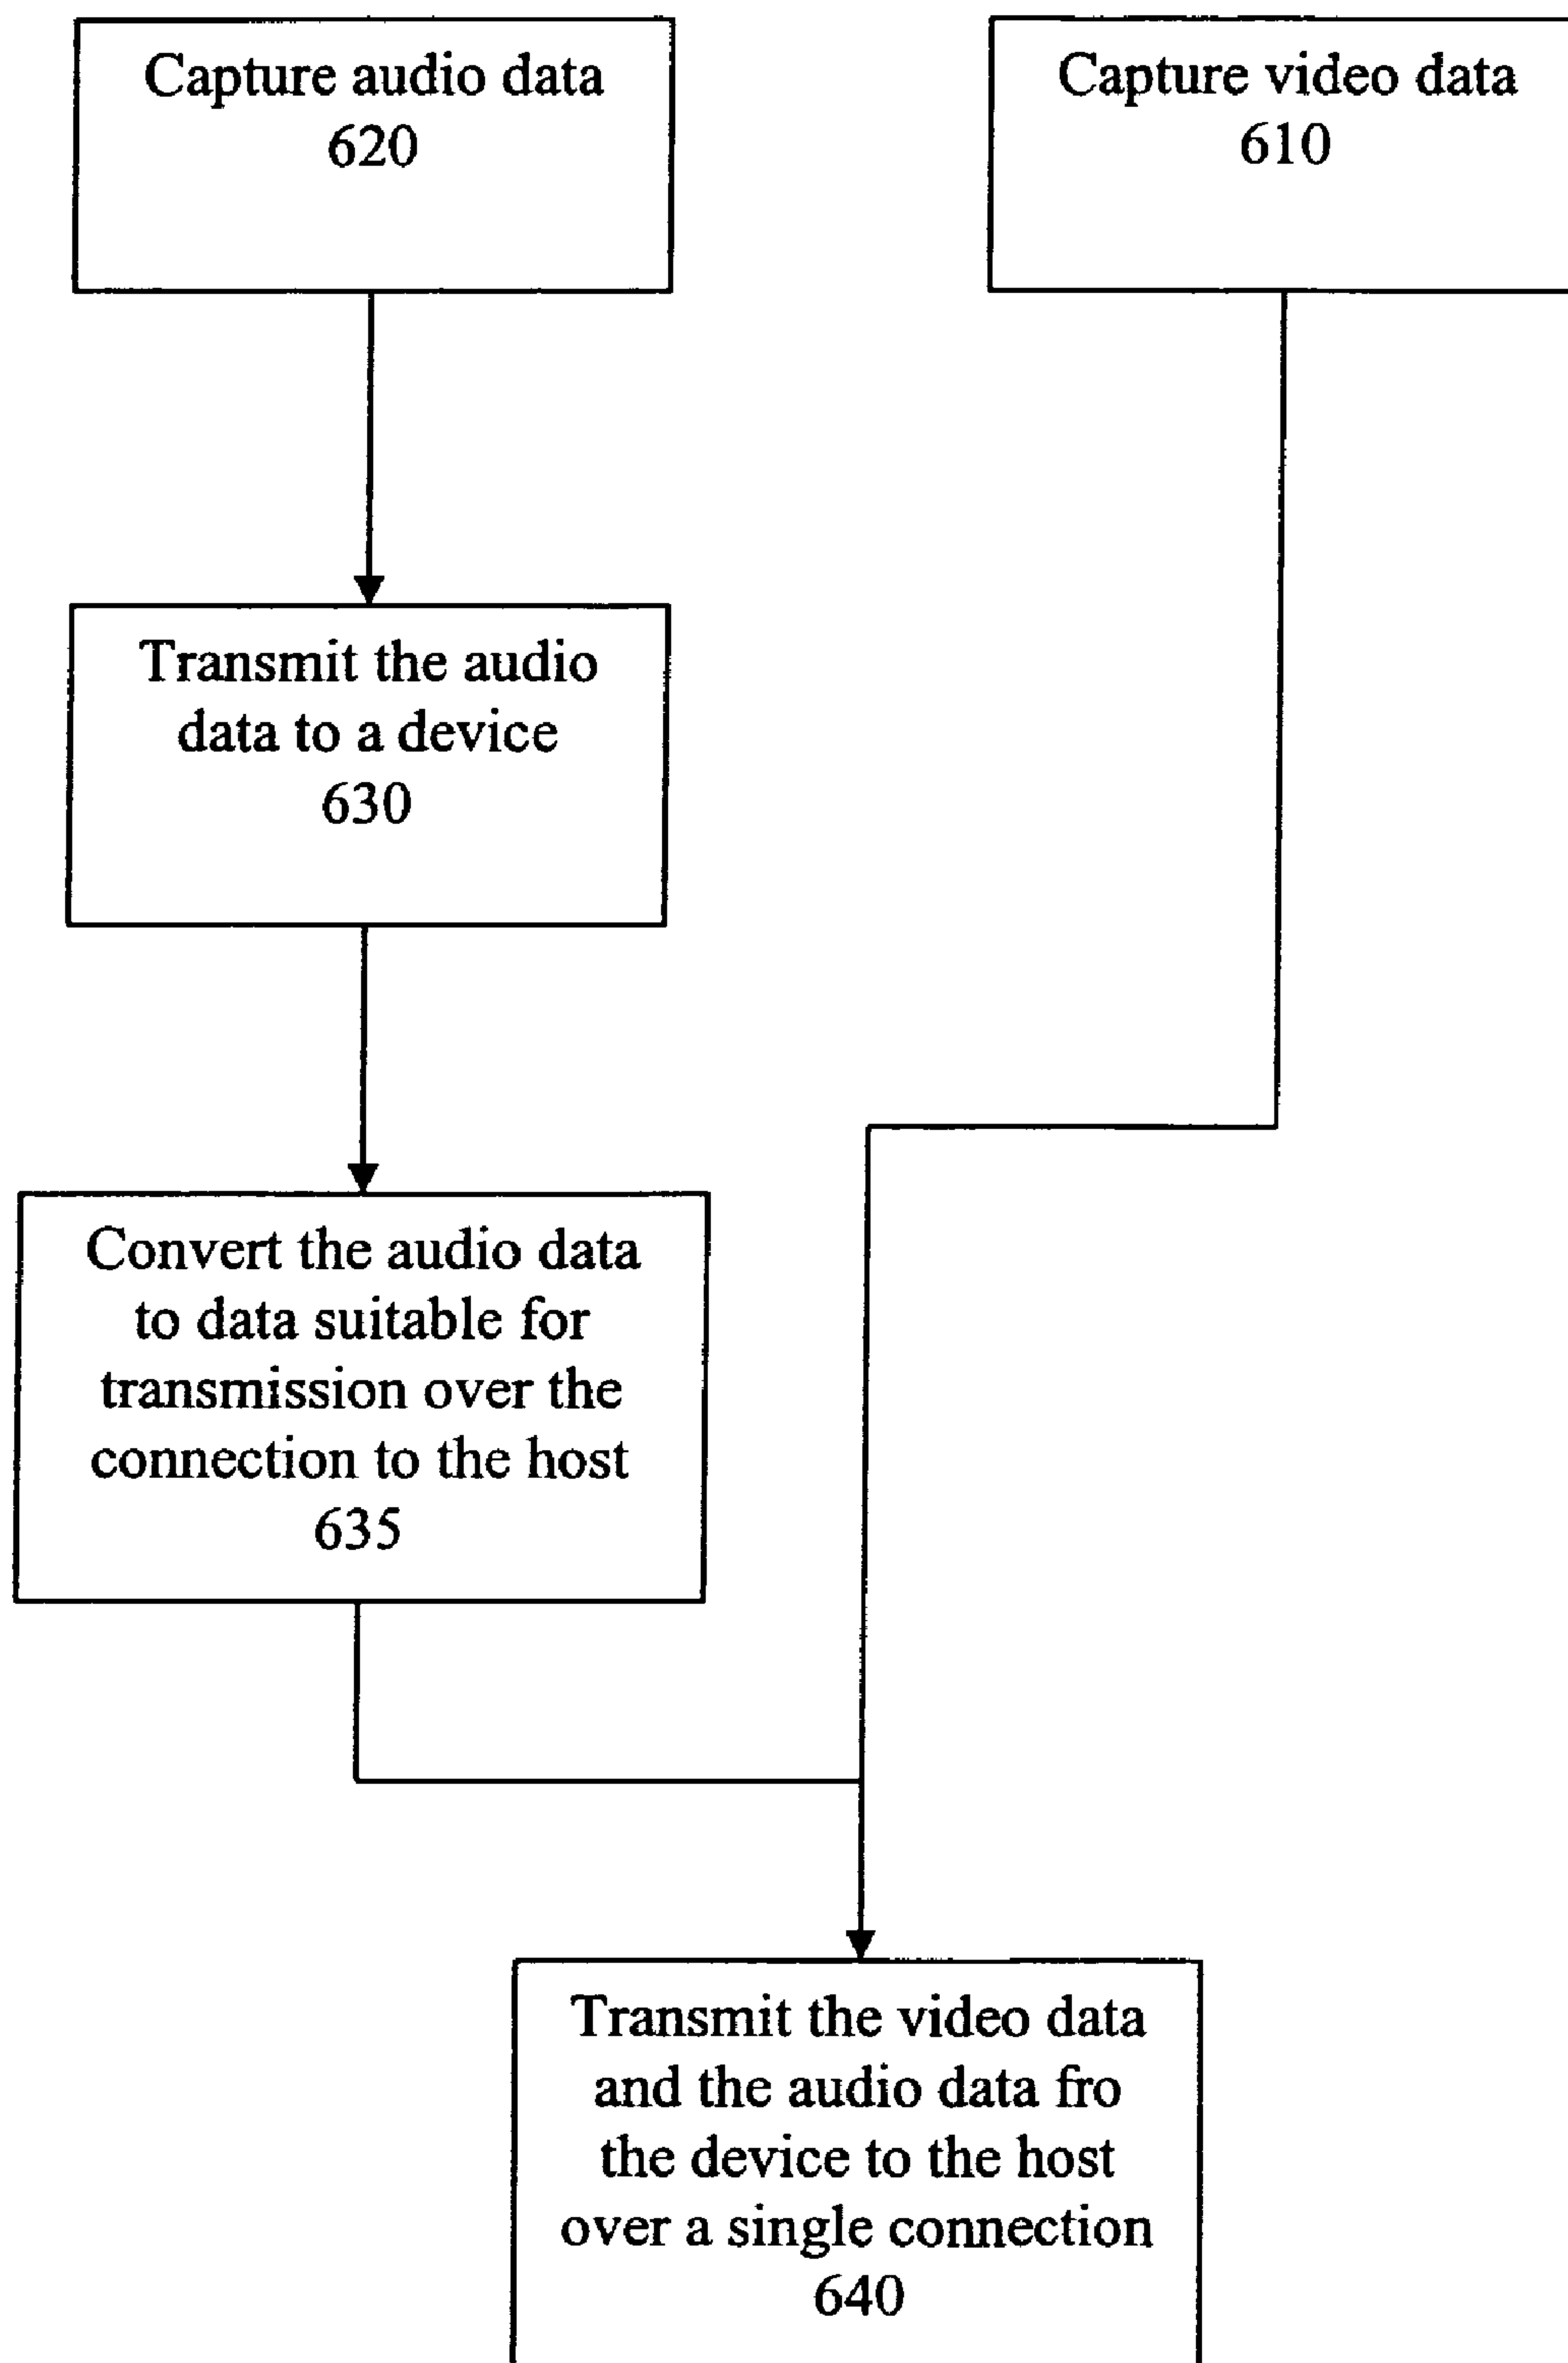 Capture audio data
620
Capture video data
610
Transmit the audio
data to a device
630
Convert the audio data
to data suitable for
transmission over the
connection to the host
635
Transmit the video data
and the audio data fro
the device to the host
over a single connection
640